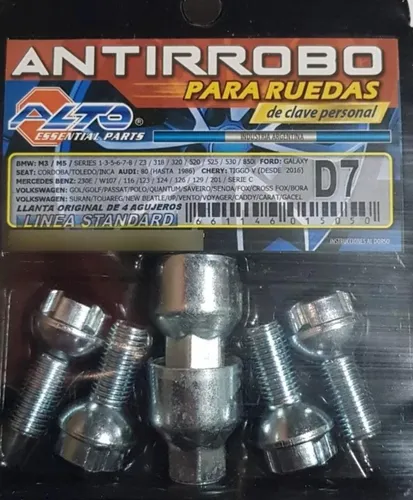 ANTIRROBO
PARA RUEDAS
de clave personal
ALTO
ESSENTIAL PARTS
INDUSTRIA ARGENTINA
BMW: M3 / M5 / SERIES 1-3-5-6-7-8 / Z3 / 318 / 320 / 520 / 525 / 530 / 850i FORD: GALAXY
SEAT: CORDOBA/TOLEDO/INCA AUDI: 80 (HASTA 1986) CHERY: TIGGO V (DESDE 2016)
MERCEDES BENZ: 230E / W107 / 116 / 123 / 124 / 126 / 129 / 201 / SERIE C
VOLKSWAGEN: GOL/GOLF/PASSAT/POLO/QUANTUM/SAVEIRO/SENDA/FOX/CROSS FOX/BORA
VOLKSWAGEN: SURAN/TOUAREG/NEW BEATLE/UP/VENTO/VOYAGER/CADDY/CARAT/GACEL
LLANTA ORIGINAL DE 4 AGUJEROS
LINEA STANDARD
D7
INSTRUCCIONES AL DORSO